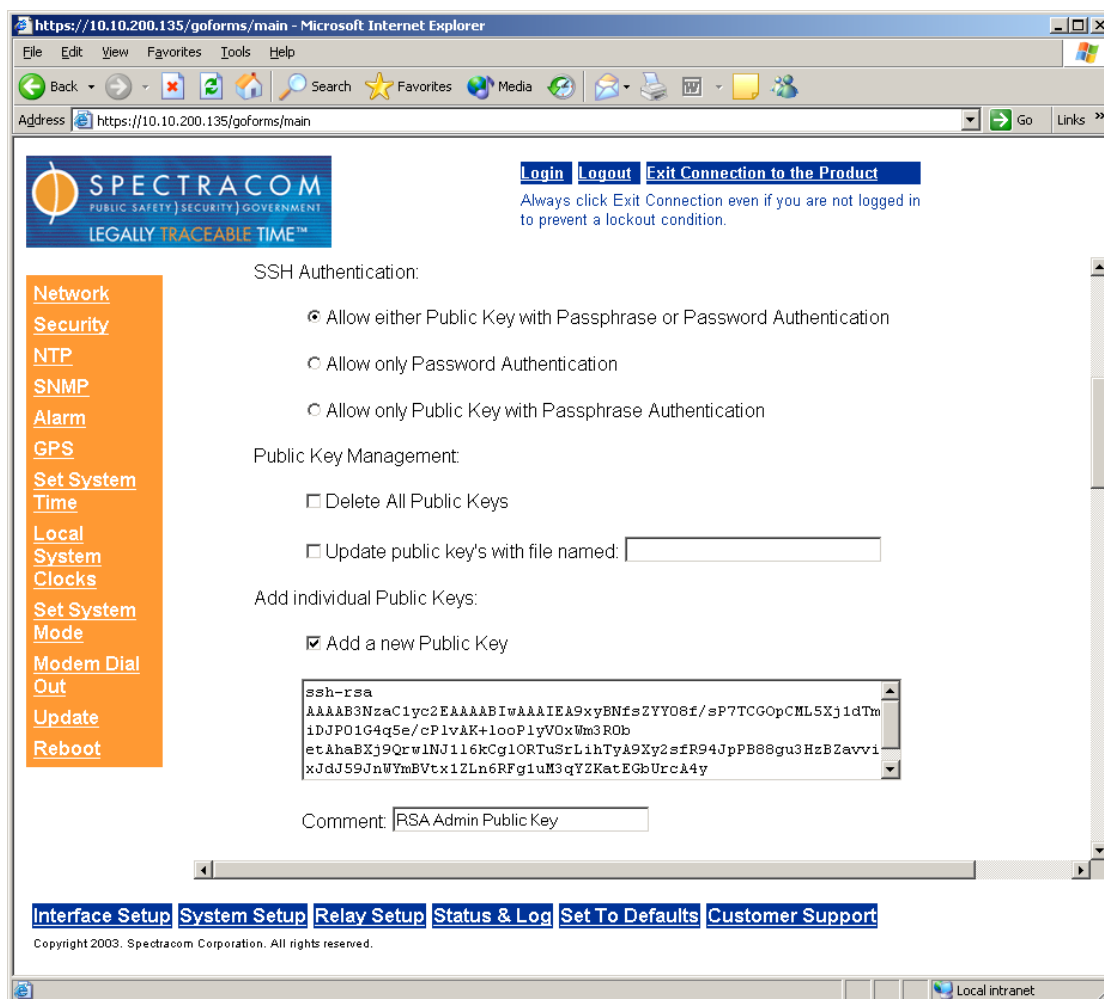 https://10.10.200.135/goforms/main - Microsoft Internet Explorer
File Edit View Favorites Tools Help
Back Search Favorites Media
Address https://10.10.200.135/goforms/main Go Links »
SPECTRACOM
PUBLIC SAFETY ) SECURITY ) GOVERNMENT
LEGALLY TRACEABLE TIME™
Login Logout Exit Connection to the Product
Always click Exit Connection even if you are not logged in
to prevent a lockout condition.
Network
Security
NTP
SNMP
Alarm
GPS
Set System
Time
Local
System
Clocks
Set System
Mode
Modem Dial
Out
Update
Reboot
SSH Authentication:
Allow either Public Key with Passphrase or Password Authentication
Allow only Password Authentication
Allow only Public Key with Passphrase Authentication
Public Key Management:
Delete All Public Keys
Update public key's with file named:
Add individual Public Keys:
Add a new Public Key
ssh-rsa
AAAAB3NzaC1yc2EAAAABIwAAAIEA9xyBNfsZYYO8f/sP7TCGOpCML5Xj1dTm
iDJPO1G4q5e/cPlvAK+looPlyVOxWm3ROb
etAhaBXj9QrwlNJ1l6kCglORTuSrLihTyA9Xy2sfR94JpPB88gu3HzBZavvi
xJdJ59JnWYmBVtx1ZLn6RFg1uM3qYZKatEGbUrcA4y
Comment: RSA Admin Public Key
Interface Setup System Setup Relay Setup Status & Log Set To Defaults Customer Support
Copyright 2003. Spectracom Corporation. All rights reserved.
Local intranet